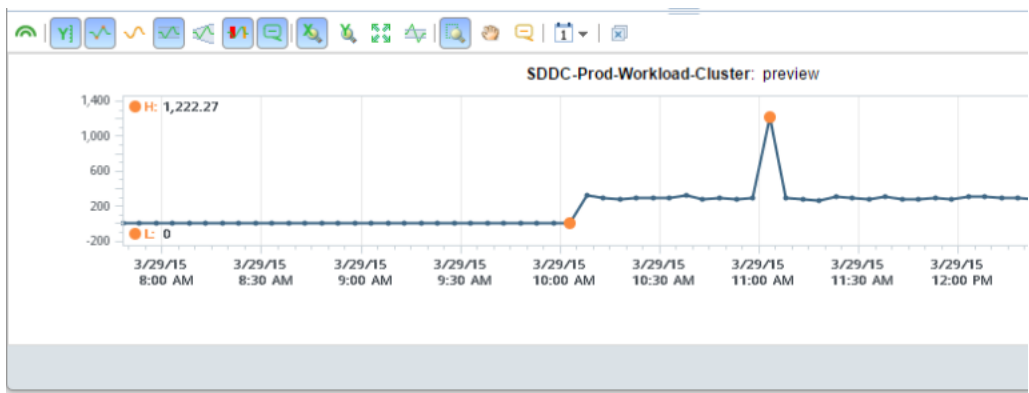 1
SDDC-Prod-Workload-Cluster: preview
1,400
H: 1,222.27
1,000
600
200
L: 0
-200
3/29/15 3/29/15 3/29/15 3/29/15 3/29/15 3/29/15 3/29/15 3/29/15 3/29/15
8:00 AM 8:30 AM 9:00 AM 9:30 AM 10:00 AM 10:30 AM 11:00 AM 11:30 AM 12:00 PM